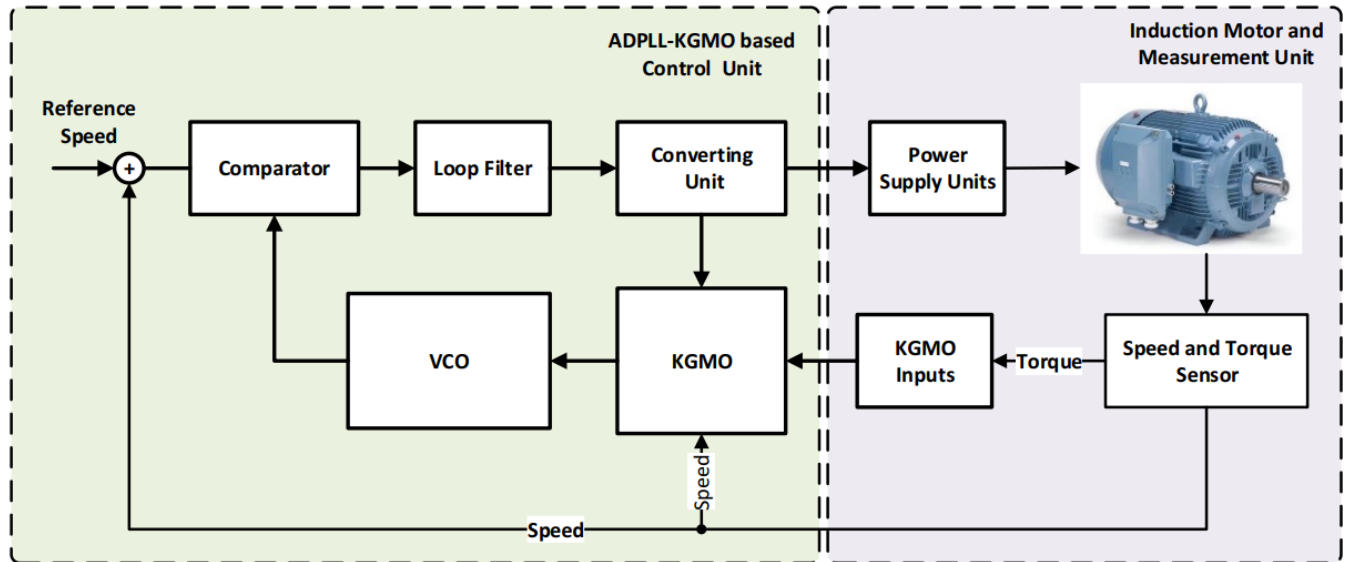 ADPLL-KGMO based
Control Unit
Induction Motor and
Measurement Unit
Reference
Speed
+
Comparator
Loop Filter
Converting
Unit
Power
Supply Units
VCO
KGMO
KGMO
Inputs
Torque
Speed and Torque
Sensor
Speed
Speed